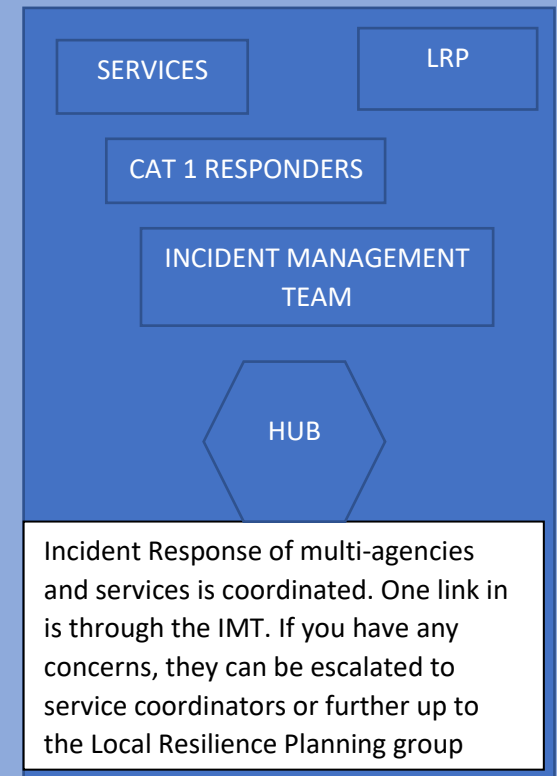 SERVICES
LRP
CAT 1 RESPONDERS
INCIDENT MANAGEMENT
TEAM
HUB
Incident Response of multi-agencies
and services is coordinated. One link in
is through the IMT. If you have any
concerns, they can be escalated to
service coordinators or further up to
the Local Resilience Planning group